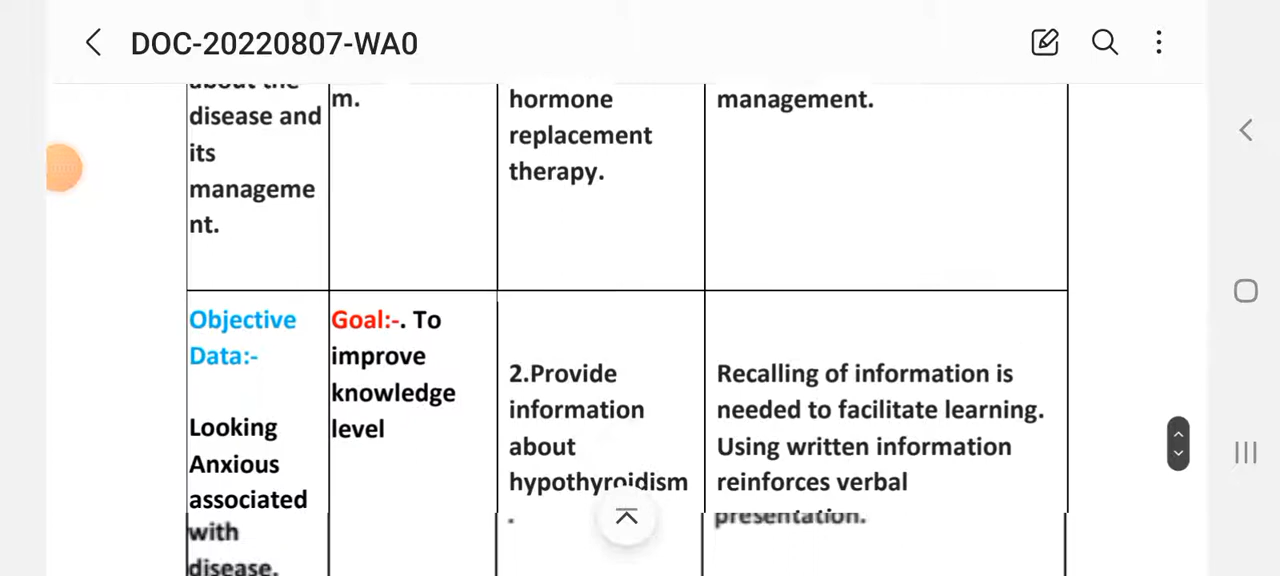 DOC-20220807-WA0
about the
disease and
its
manageme
nt.
m.
hormone
replacement
therapy.
management.
Objective
Data:-
Looking
Anxious
associated
with
disease.
Goal:-. To
improve
knowledge
level
2.Provide
information
about
hypothyroidism
.
Recalling of information is
needed to facilitate learning.
Using written information
reinforces verbal
presentation.